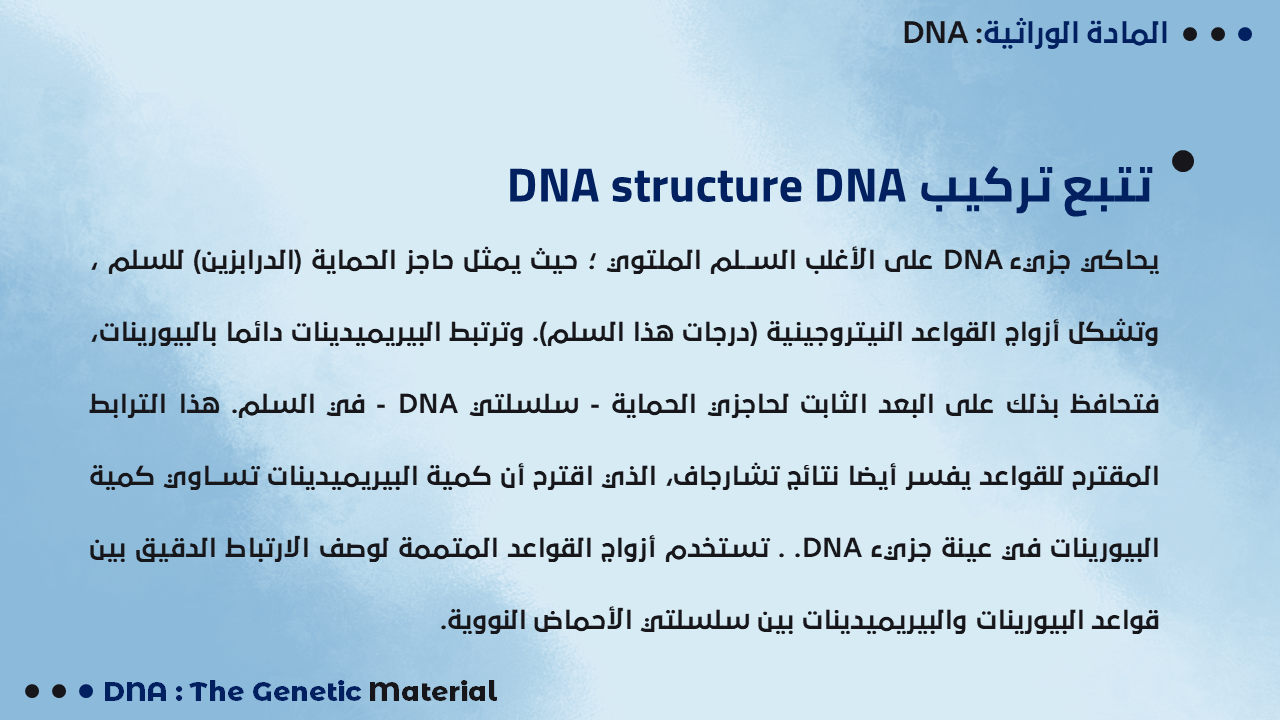 المادة الوراثية: DNA
تتبع تركيب DNA structure DNA
يحاكي جزيء DNA على الأغلب السلم الملتوي ؛ حيث يمثل حاجز الحماية (الدرابزين) للسلم ،
وتشكل أزواج القواعد النيتروجينية (درجات هذا السلم). وترتبط البيريميدينات دائما بالبيورينات،
فتحافظ بذلك على البعد الثابت لحاجزي الحماية - سلسلتي DNA - في السلم. هذا الترابط
المقترح للقواعد يفسر أيضا نتائج تشارجاف، الذي اقترح أن كمية البيريميدينات تساوي كمية
البيورينات في عينة جزيء DNA. . تستخدم أزواج القواعد المتممة لوصف الارتباط الدقيق بين
قواعد البيورينات والبيريميدينات بين سلسلتي الأحماض النووية.
DNA : The Genetic Material